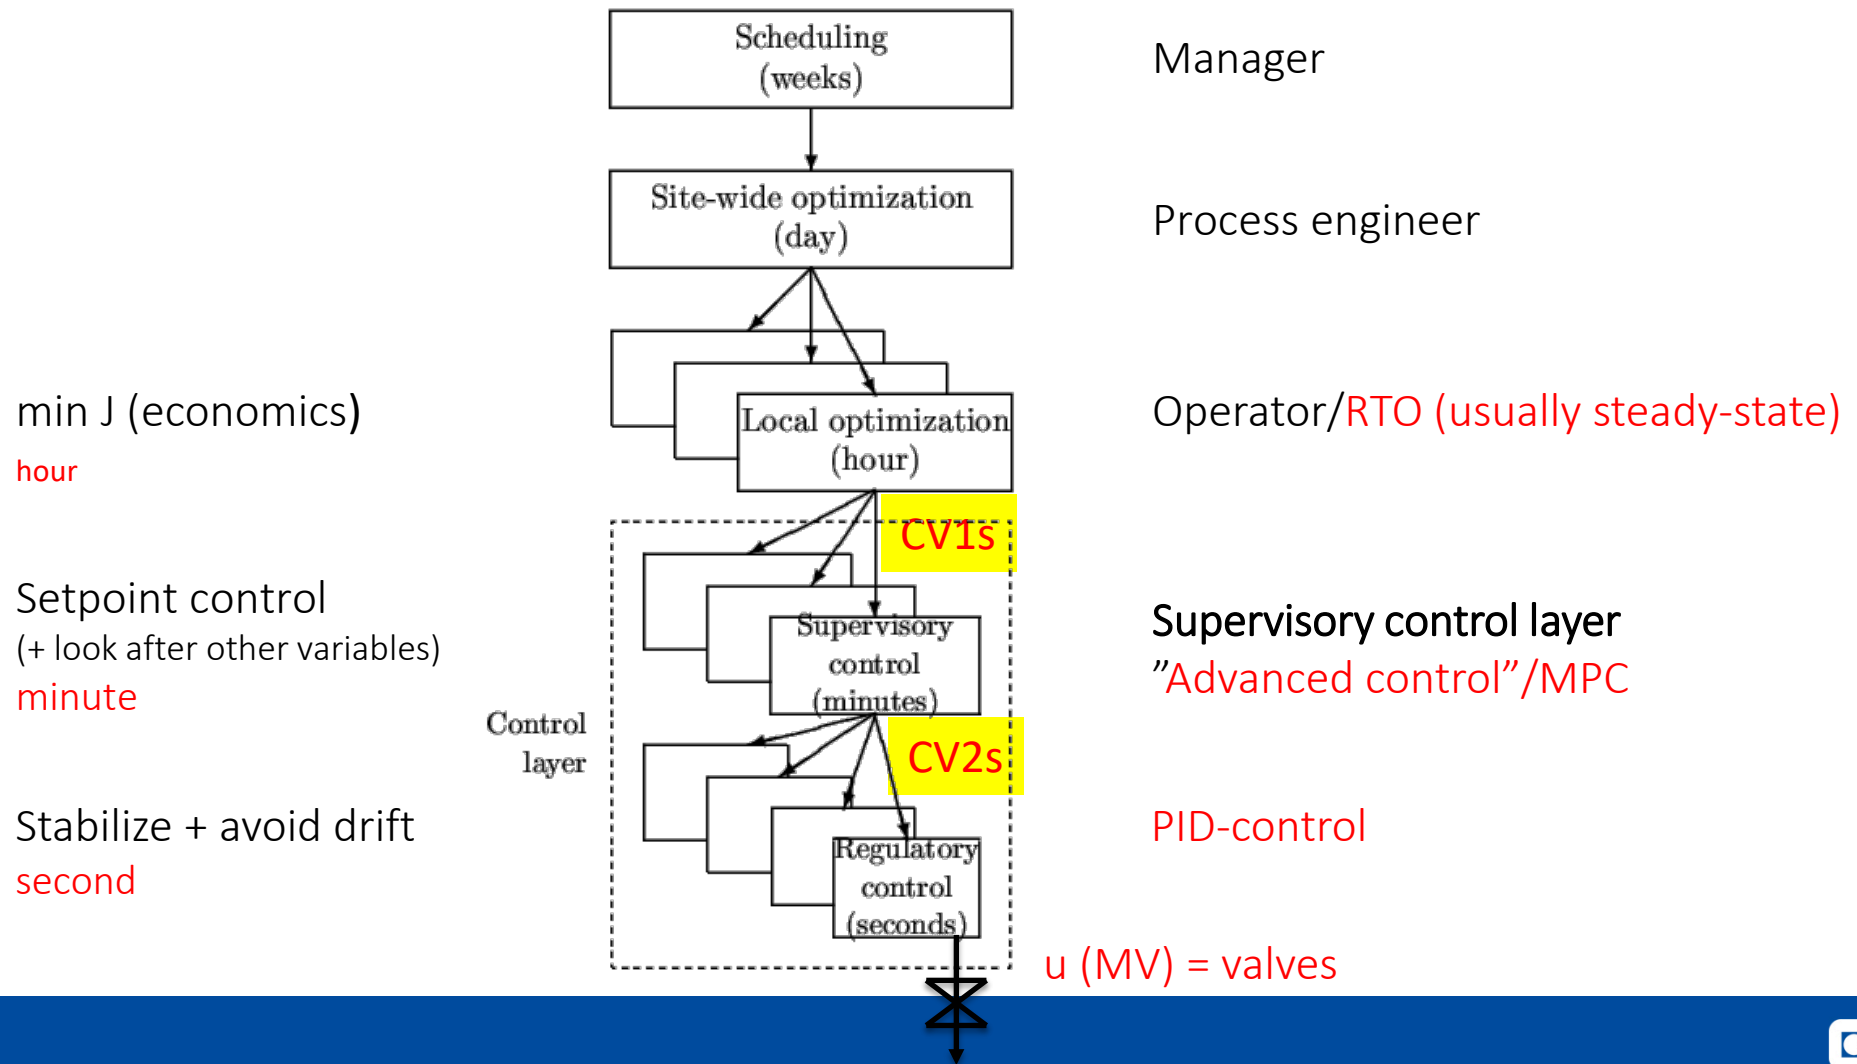 Scheduling
(weeks)
Manager
Site-wide optimization
(day)
Process engineer
min J (economics)
hour
Local optimization
(hour)
Operator/RTO (usually steady-state)
CV1s
Setpoint control
(+ look after other variables)
minute
Supervisory
control
(minutes)
Supervisory control layer
”Advanced control”/MPC
Control
layer
CV2s
Stabilize + avoid drift
second
Regulatory
control
(seconds)
PID-control
u (MV) = valves